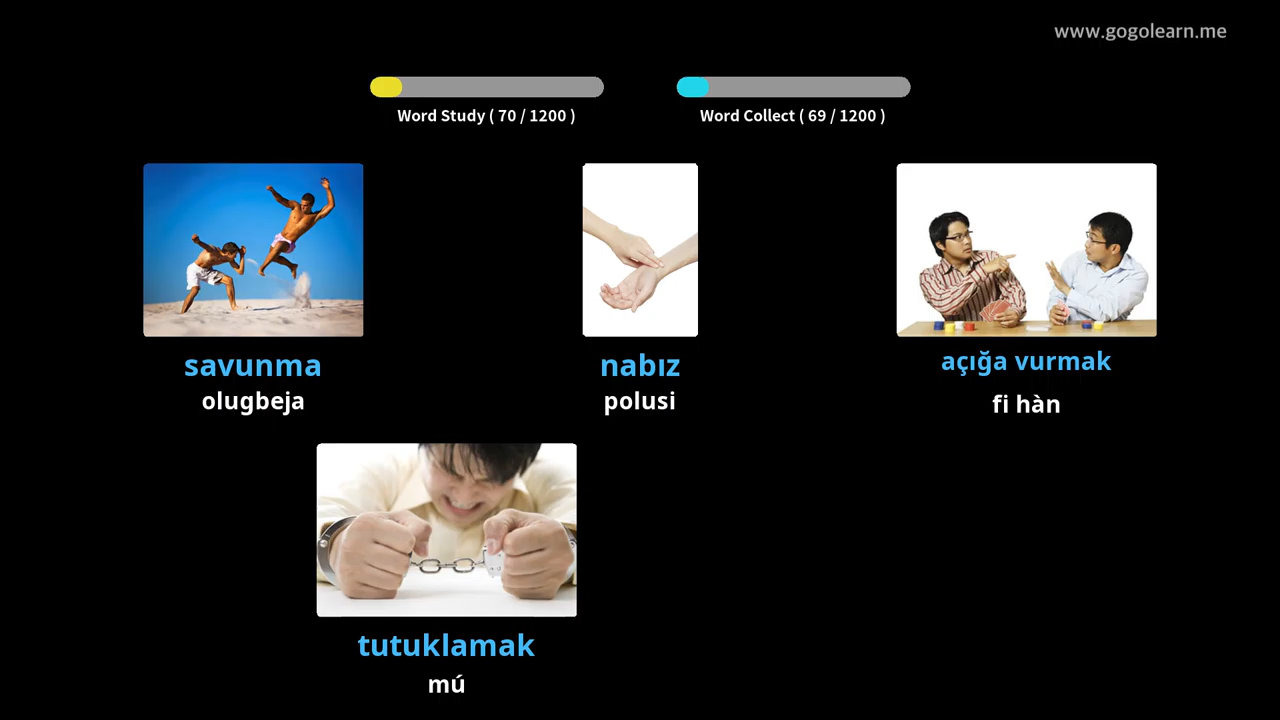 www.gogolearn.me
Word Study ( 70 / 1200 )
Word Collect ( 69 / 1200 )
savunma
olugbeja
nabız
polusi
açığa vurmak
fi hàn
tutuklamak
mú